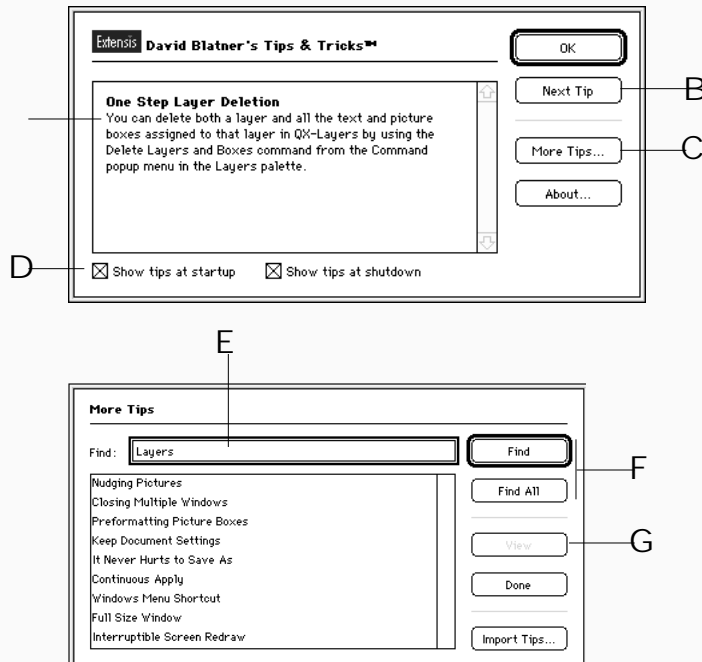 Extensis David Blatner's Tips & Tricks™
OK
One Step Layer Deletion
You can delete both a layer and all the text and picture
boxes assigned to that layer in QX-Layers by using the
Delete Layers and Boxes command from the Command
popup menu in the Layers palette.
Next Tip
B
More Tips...
C
About...
D
Show tips at startup
Show tips at shutdown
E
More Tips
Find:
Layers
Find
F
Nudging Pictures
Closing Multiple Windows
Preformatting Picture Boxes
Keep Document Settings
It Never Hurts to Save As
Continuous Apply
Windows Menu Shortcut
Full Size Window
Interruptible Screen Redraw
Find All
View
G
Done
Import Tips...